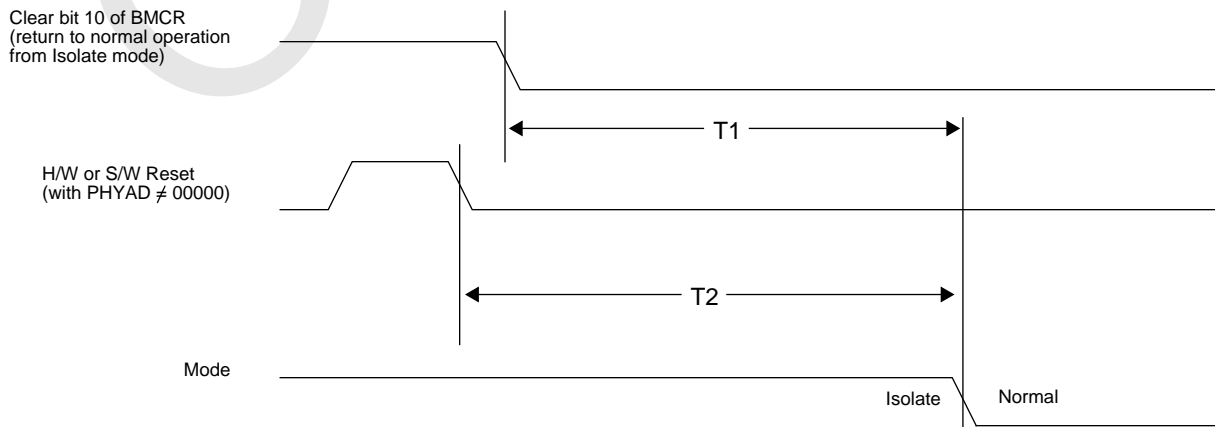 Clear bit 10 of BMCR
(return to normal operation
from Isolate mode)
T1
H/W or S/W Reset
(with PHYAD ≠ 00000)
T2
Mode
Isolate
Normal